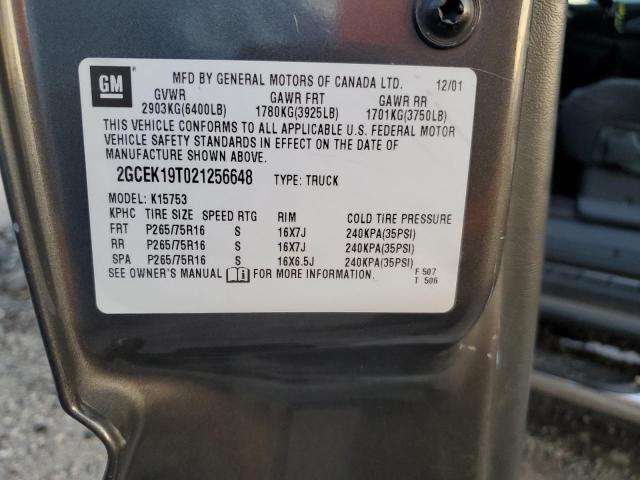 GM
MFD BY GENERAL MOTORS OF CANADA LTD. 12/01
GVWR GAWR FRT GAWR RR
2903KG(6400LB) 1780KG(3925LB) 1701KG(3750LB)
THIS VEHICLE CONFORMS TO ALL APPLICABLE U.S. FEDERAL MOTOR
VEHICLE SAFETY STANDARDS IN EFFECT ON THE DATE OF
MANUFACTURE SHOWN ABOVE.
2GCEK19T021256648 TYPE: TRUCK
MODEL: K15753
KPHC TIRE SIZE SPEED RTG RIM COLD TIRE PRESSURE
FRT P265/75R16 S 16X7J 240KPA(35PSI)
RR P265/75R16 S 16X7J 240KPA(35PSI)
SPA P265/75R16 S 16X6.5J 240KPA(35PSI)
SEE OWNER'S MANUAL FOR MORE INFORMATION.
F 507
T 506